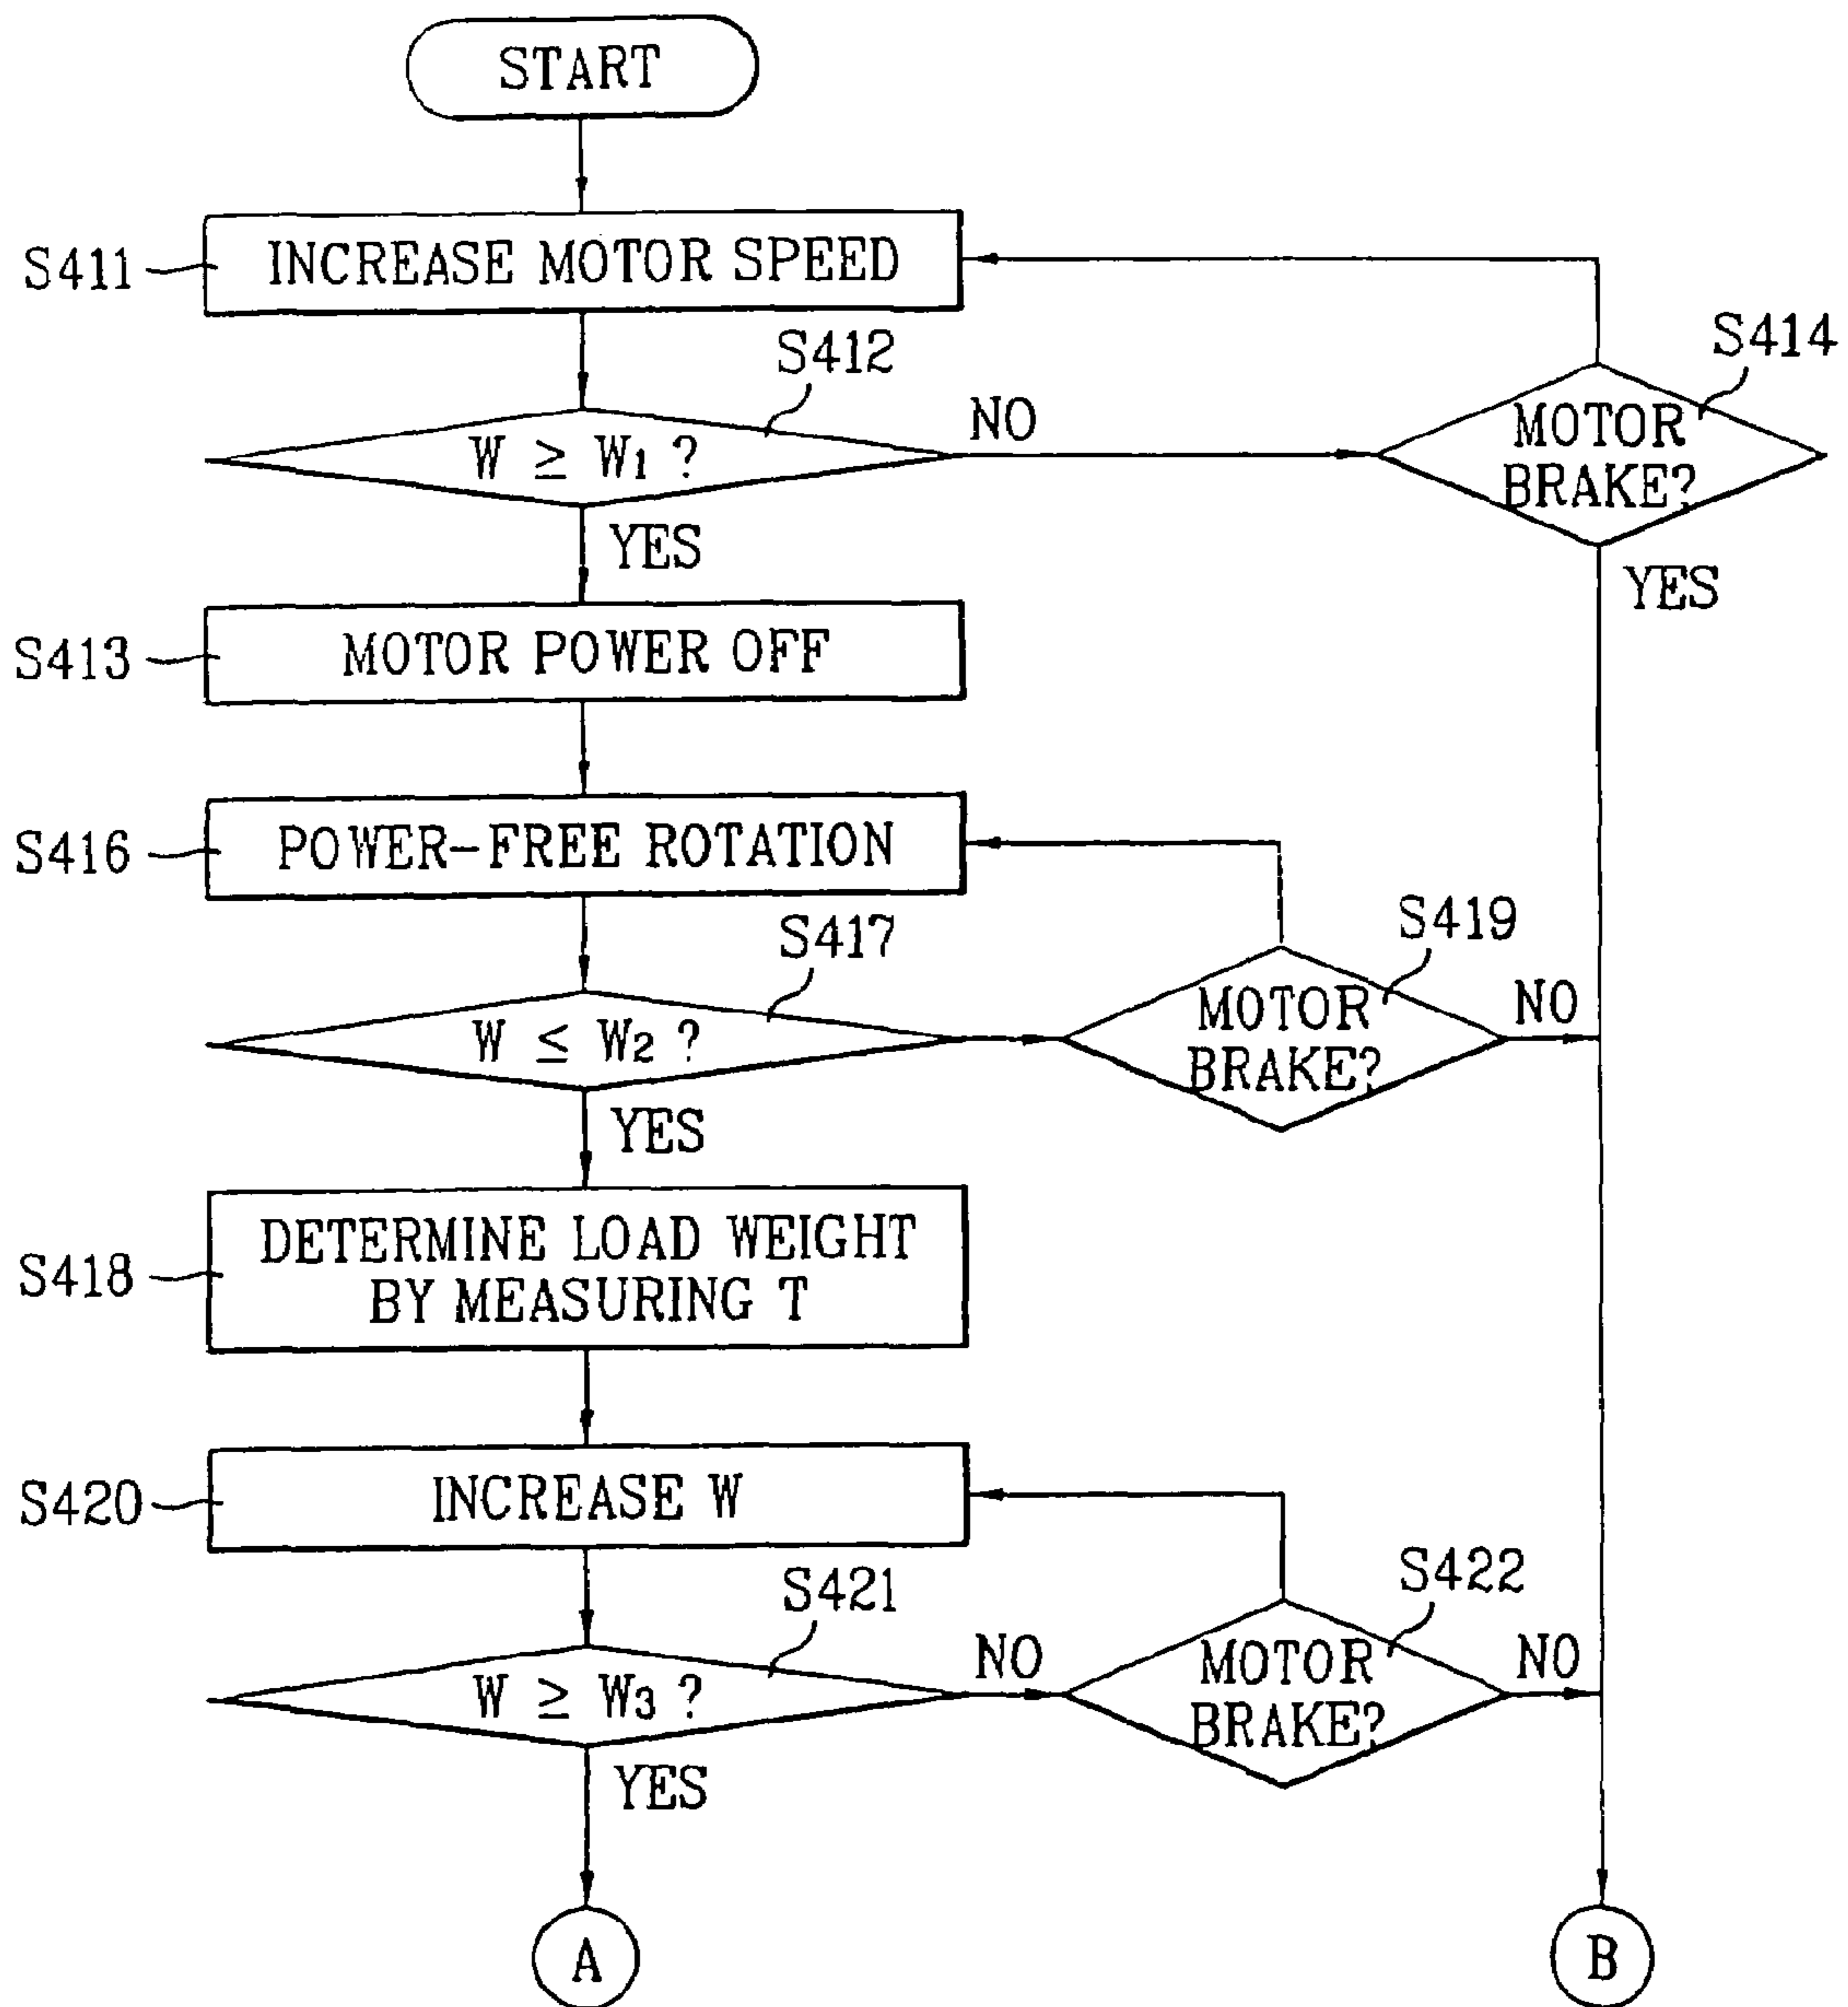 START
S411
INCREASE MOTOR SPEED
S412
S414
W ≥ W1 ?
NO
MOTOR
BRAKE?
YES
YES
S413
MOTOR POWER OFF
S416
POWER-FREE ROTATION
S417
S419
W ≤ W2 ?
MOTOR
BRAKE?
NO
YES
S418
DETERMINE LOAD WEIGHT
BY MEASURING T
S420
INCREASE W
S421
S422
W ≥ W3 ?
NO
MOTOR
BRAKE?
NO
YES
A
B